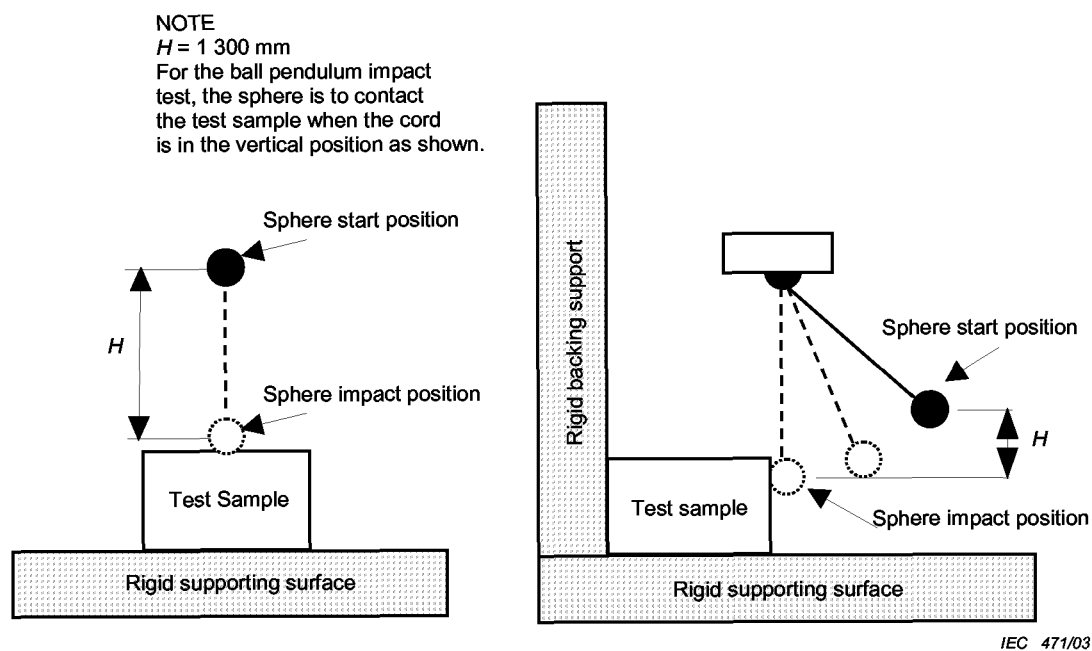 NOTE
H = 1 300 mm
For the ball pendulum impact
test, the sphere is to contact
the test sample when the cord
is in the vertical position as shown.
Sphere start position
H
Sphere impact position
Test Sample
Rigid supporting surface
Rigid backing support
Sphere start position
H
Test sample
Sphere impact position
Rigid supporting surface
IEC 471/03